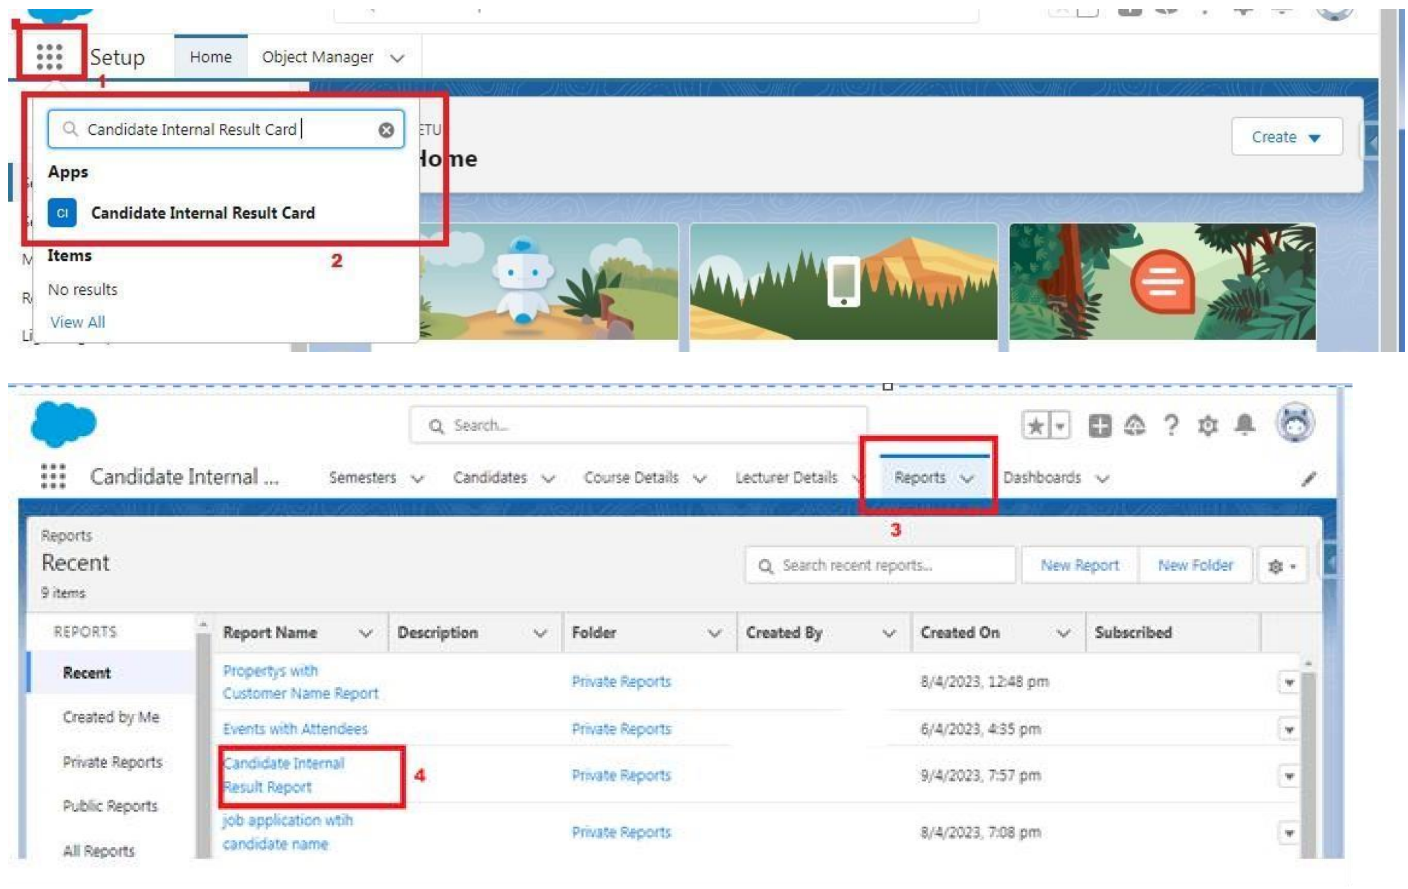 Setup Home Object Manager
1
Candidate Internal Result Card
Apps
CI Candidate Internal Result Card
Items
2
No results
View All
ome
Create
Search...
Candidate Internal ... Semesters Candidates Course Details Lecturer Details Reports Dashboards
3
Reports
Recent
9 items
Search recent reports...
New Report
New Folder
REPORTS
Report Name Description Folder Created By Created On Subscribed
Recent
Created by Me
Private Reports
Public Reports
All Reports
Propertys with
Customer Name Report
Private Reports
8/4/2023, 12:48 pm
Events with Attendees
Private Reports
6/4/2023, 4:35 pm
Candidate Internal
Result Report
4
Private Reports
9/4/2023, 7:57 pm
job application wtih
candidate name
Private Reports
8/4/2023, 7:08 pm